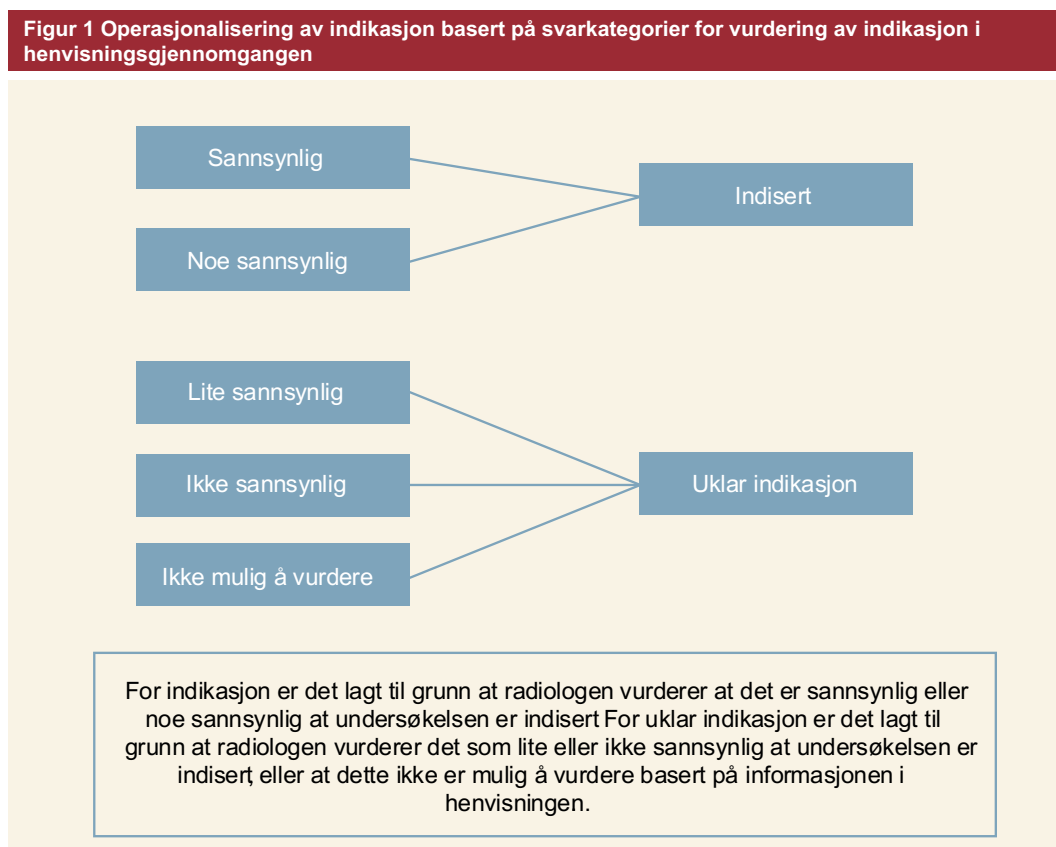 Figur 1 Operasjonalisering av indikasjon basert på svarkategorier for vurdering av indikasjon i
henvisningsgjennomgangen
Sannsynlig
Indisert
Noe sannsynlig
Lite sannsynlig
Ikke sannsynlig
Uklar indikasjon
Ikke mulig å vurdere
For indikasjon er det lagt til grunn at radiologen vurderer at det er sannsynlig eller
noe sannsynlig at undersøkelsen er indisert For uklar indikasjon er det lagt til
grunn at radiologen vurderer det som lite eller ikke sannsynlig at undersøkelsen er
indisert, eller at dette ikke er mulig å vurdere basert på informasjonen i
henvisningen.